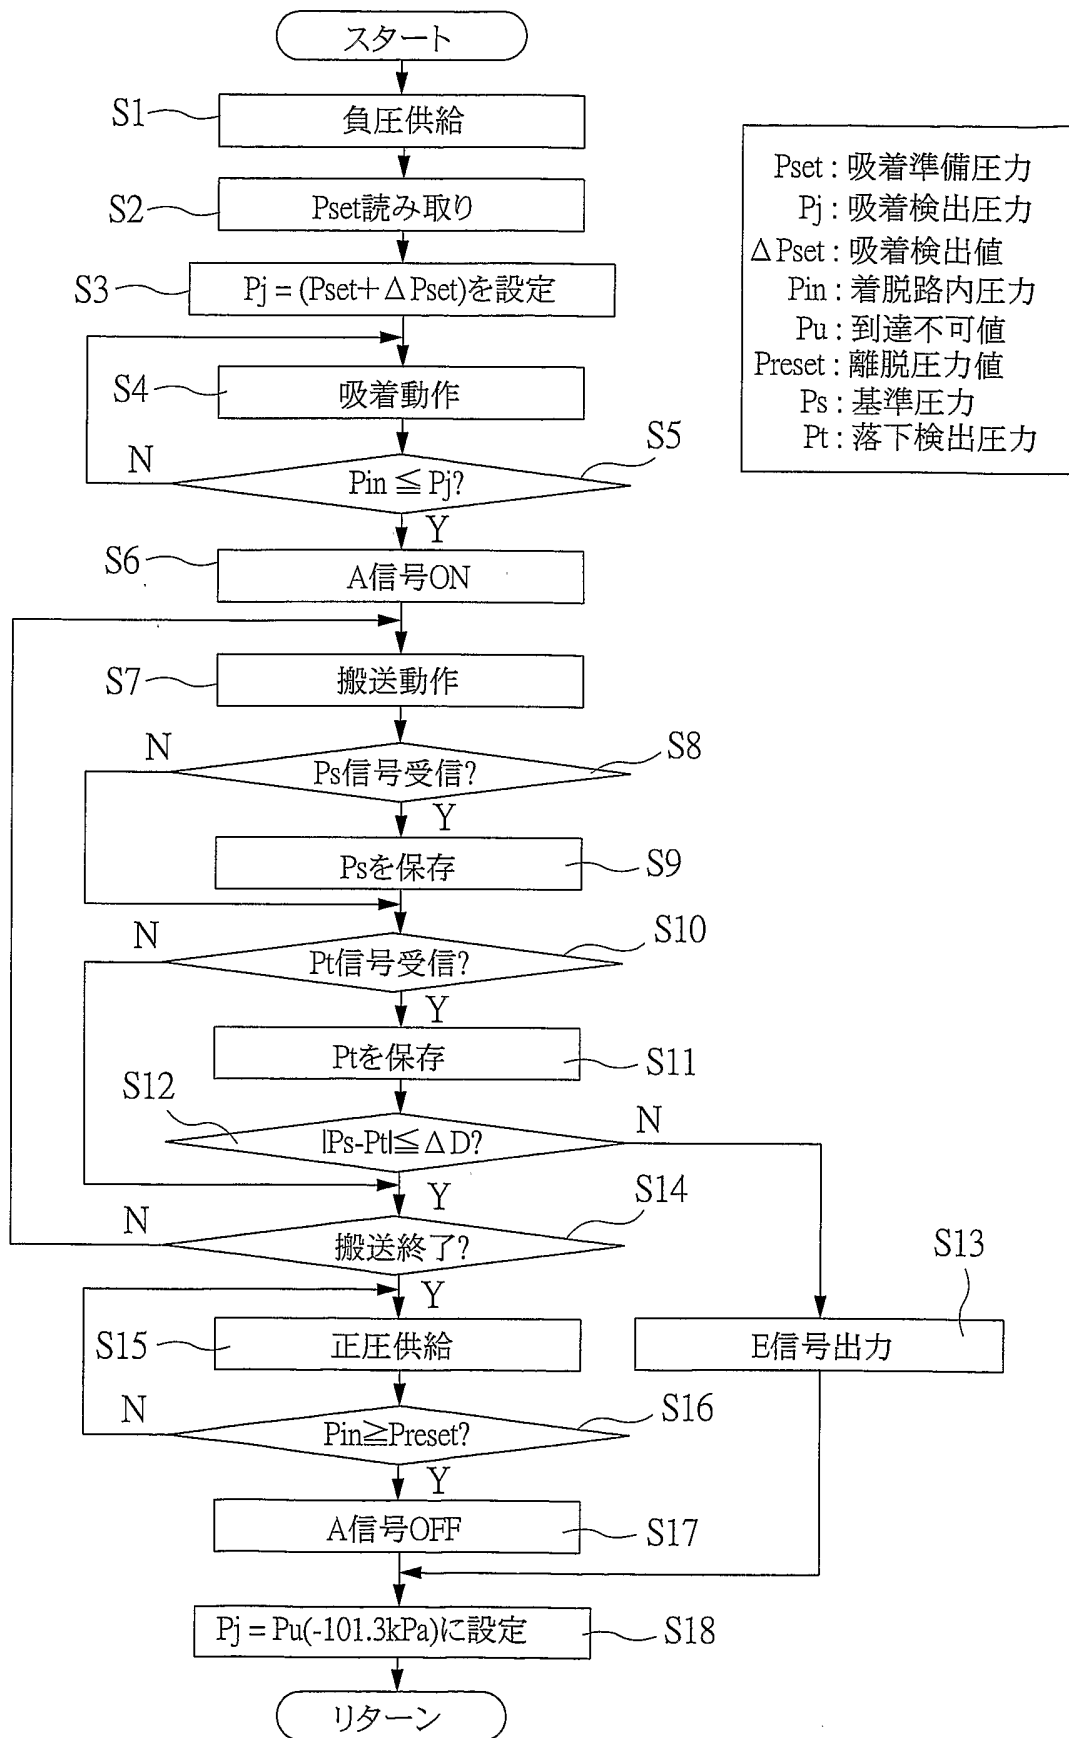 スタート
S1
負圧供給
S2
Pset読み取り
S3
Pj = (Pset+ΔPset)を設定
S4
吸着動作
S5
N
Pin ≦ Pj?
Y
S6
A信号ON
S7
搬送動作
N
S8
Ps信号受信?
Y
Psを保存
S9
N
S10
Pt信号受信?
Y
Ptを保存
S11
S12
N
|Ps-Pt|≦ΔD?
Y
S14
N
搬送終了?
Y
S13
S15
正圧供給
E信号出力
N
S16
Pin≧Preset?
Y
A信号OFF
S17
Pj = Pu(-101.3kPa)に設定
S18
リターン
Pset : 吸着準備圧力
Pj : 吸着検出圧力
ΔPset : 吸着検出値
Pin : 着脱路内圧力
Pu : 到達不可値
Preset : 離脱圧力値
Ps : 基準圧力
Pt : 落下検出圧力